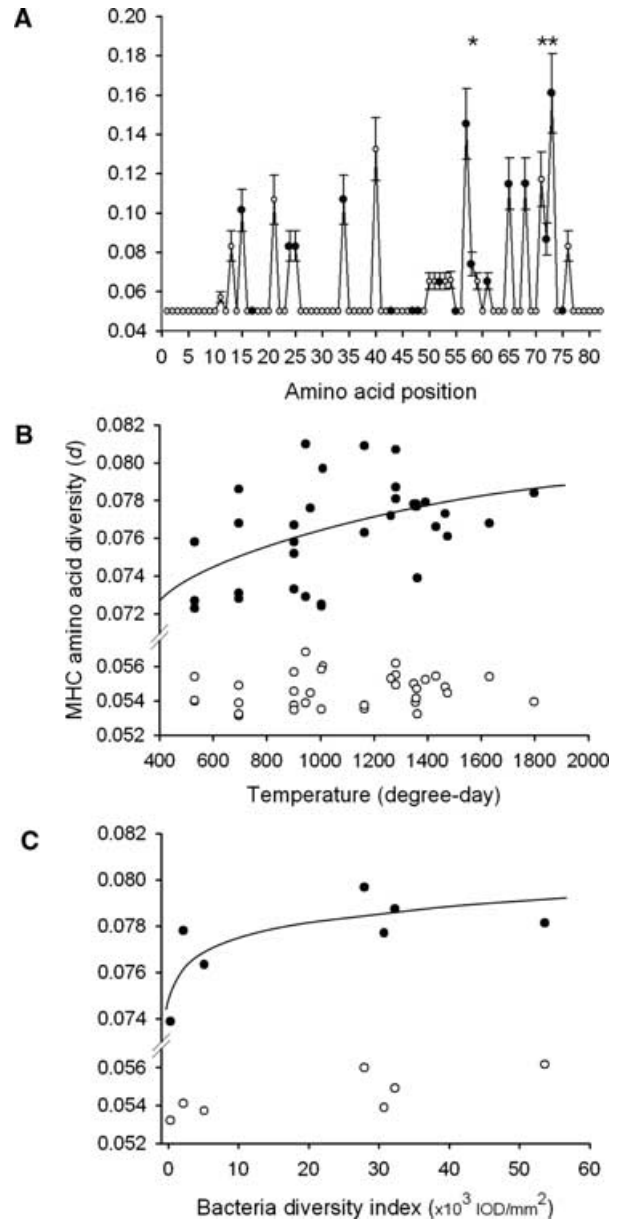 A
0.20
0.18
0.16
0.14
0.12
0.10
0.08
0.06
0.04
* * *
0 5 10 15 20 25 30 35 40 45 50 55 60 65 70 75 80
Amino acid position
B
MHC amino acid diversity (d)
0.082
0.080
0.078
0.076
0.074
0.072
0.056
0.054
0.052
400 600 800 1000 1200 1400 1600 1800 2000
Temperature (degree-day)
C
0.082
0.080
0.078
0.076
0.074
0.056
0.054
0.052
0 10 20 30 40 50 60
Bacteria diversity index (x10³ IOD/mm²)